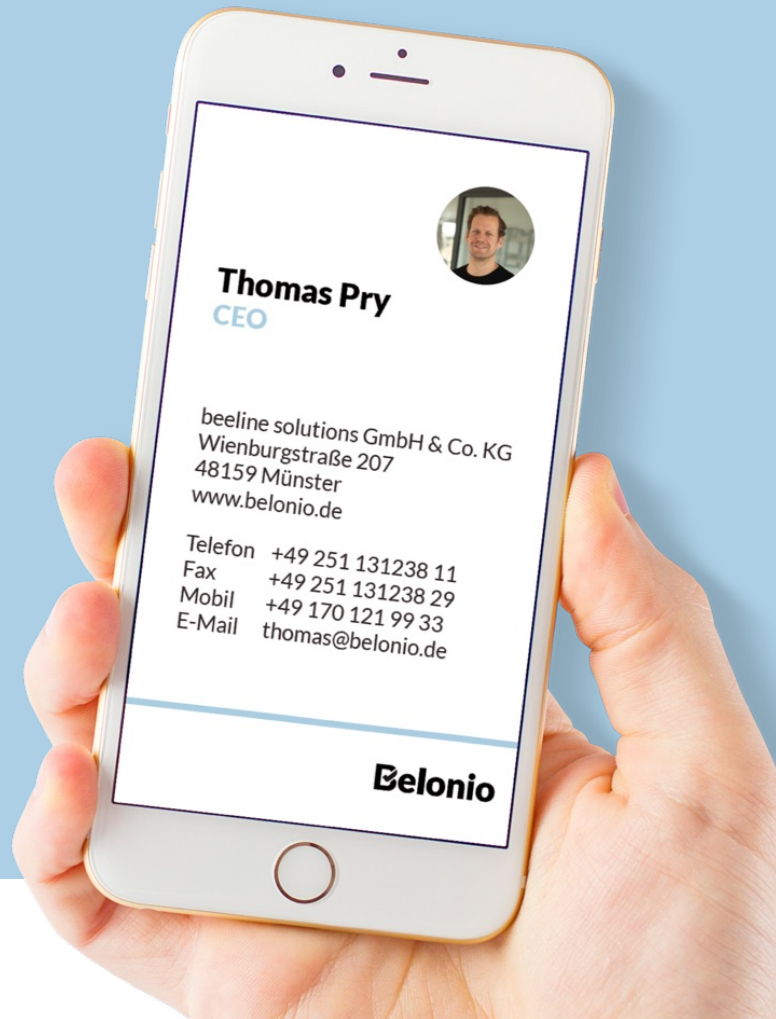 Thomas Pry
CEO
beeline solutions GmbH & Co. KG
Wienburgstraße 207
48159 Münster
www.belonio.de
Telefon +49 251 131238 11
Fax +49 251 131238 29
Mobil +49 170 121 99 33
E-Mail thomas@belonio.de
Belonio